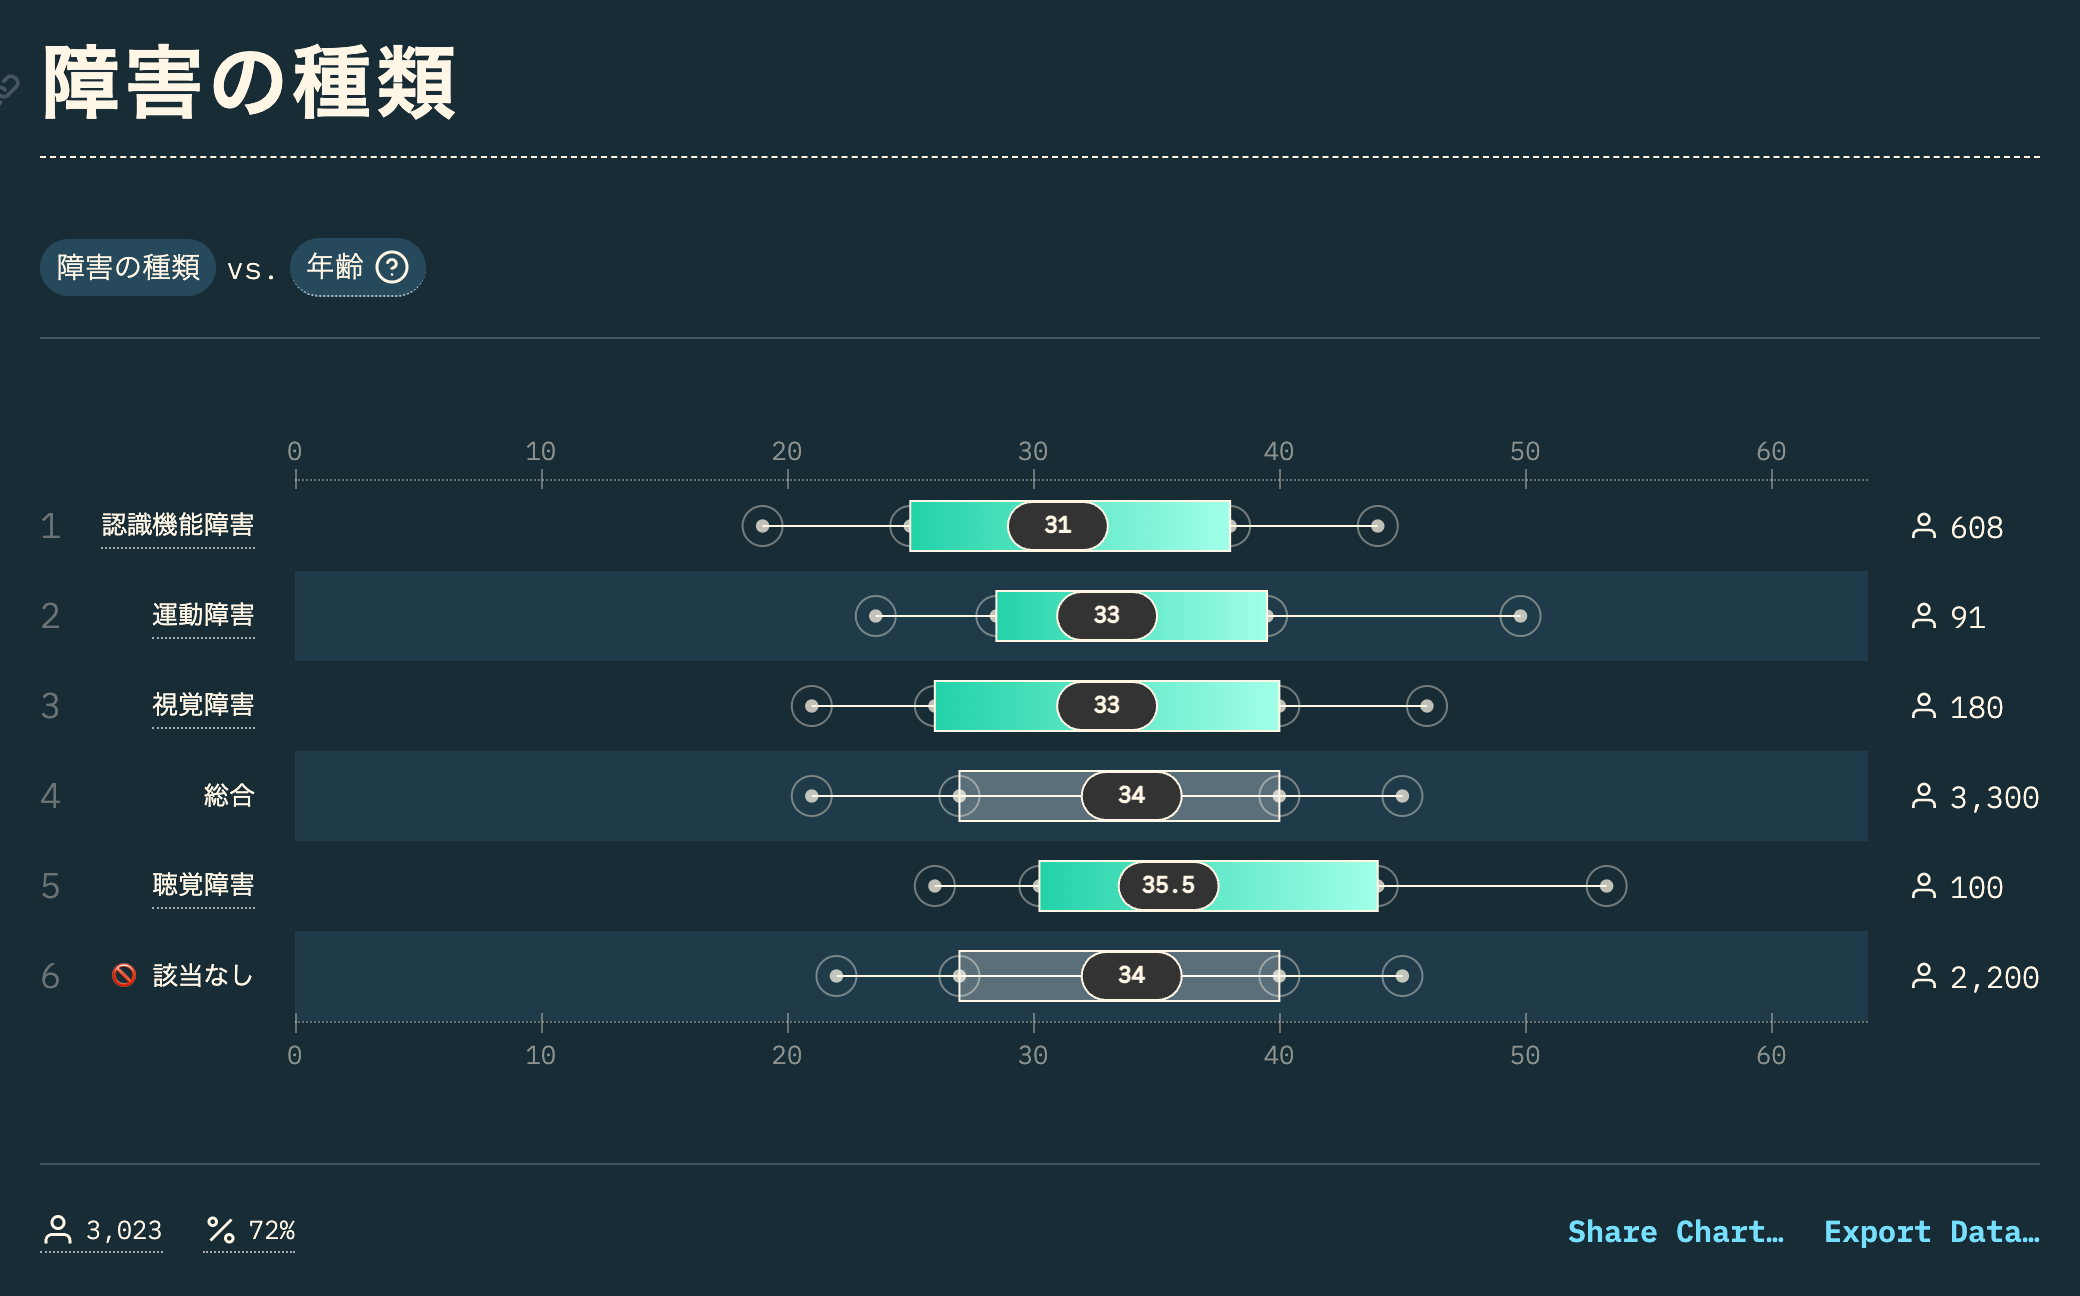 障害の種類
障害の種類 vs. 年齢
0 10 20 30 40 50 60
1 認識機能障害 31 608
2 運動障害 33 91
3 視覚障害 33 180
4 総合 34 3,300
5 聴覚障害 35.5 100
6 🚫 該当なし 34 2,200
0 10 20 30 40 50 60
3,023 72% Share Chart… Export Data…